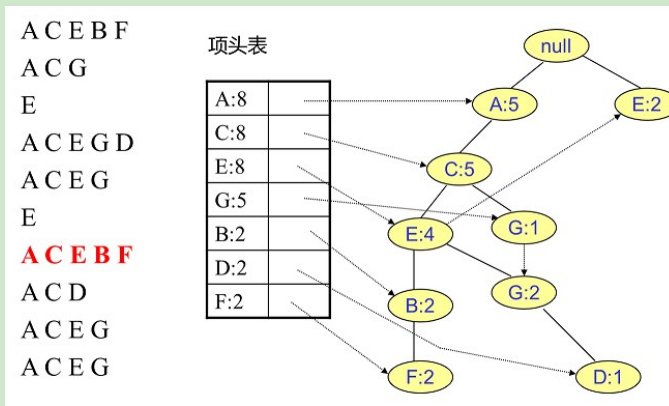 A C E B F
A C G
E
A C E G D
A C E G
E
A C E B F
A C D
A C E G
A C E G
项头表
A:8
C:8
E:8
G:5
B:2
D:2
F:2
null
A:5
E:2
C:5
E:4
G:1
B:2
G:2
F:2
D:1